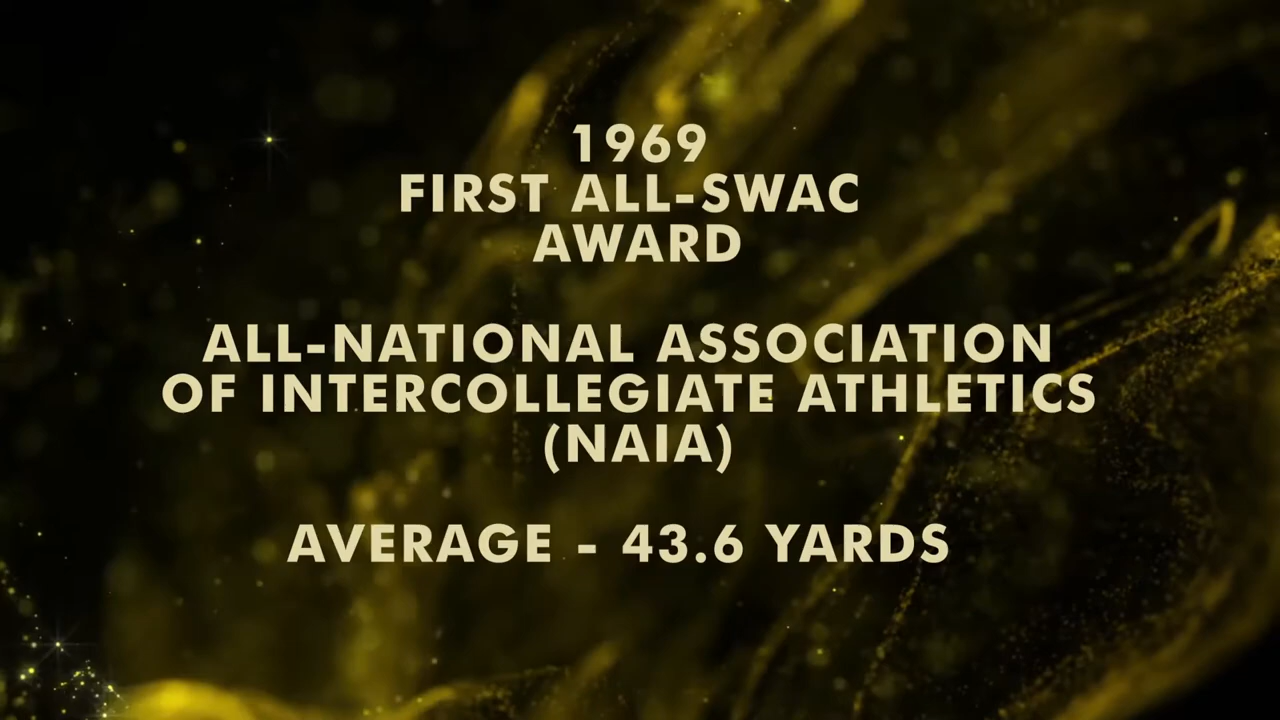 1969
FIRST ALL-SWAC
AWARD
ALL-NATIONAL ASSOCIATION
OF INTERCOLLEGIATE ATHLETICS
(NAIA)
AVERAGE - 43.6 YARDS